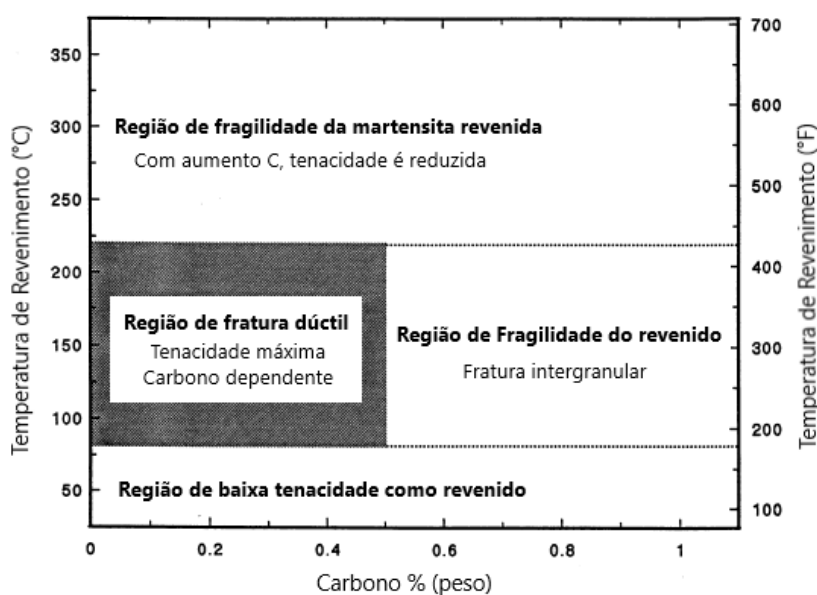 Temperatura de Revenimento (°C)
350
300
250
200
150
100
50
Região de fragilidade da martensita revenida
Com aumento C, tenacidade é reduzida
Região de fratura dúctil
Tenacidade máxima
Carbono dependente
Região de Fragilidade do revenido
Fratura intergranular
Região de baixa tenacidade como revenido
700
600
500
400
300
200
100
Temperatura de Revenimento (°F)
0 0.2 0.4 0.6 0.8 1
Carbono % (peso)